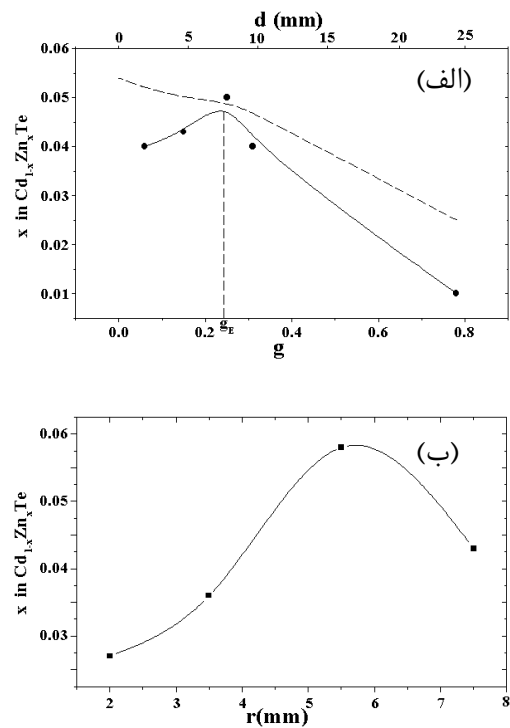 d (mm)
0 5 10 15 20 25
(الف)
0.06
0.05
0.04
0.03
0.02
0.01
x in Cd1-xZnxTe
0.0 0.2 gE 0.4 0.6 0.8
g
(ب)
0.06
0.05
0.04
0.03
x in Cd1-xZnxTe
2 3 4 5 6 7 8
r(mm)